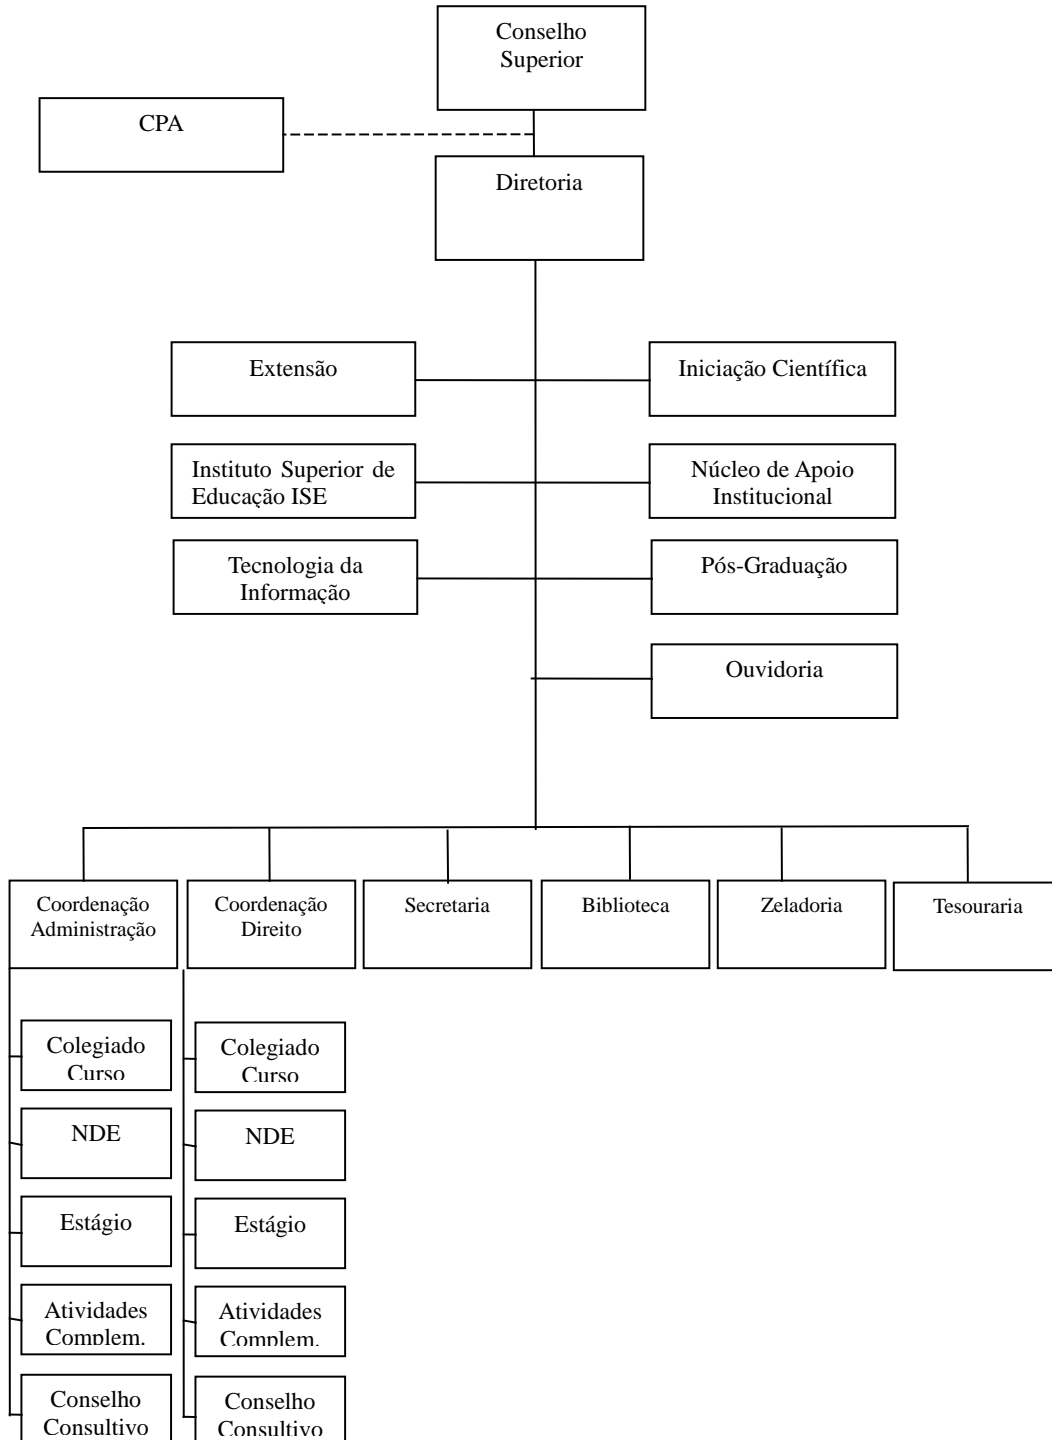 Conselho
Superior
CPA
Diretoria
Extensão
Iniciação Científica
Instituto Superior de
Educação ISE
Núcleo de Apoio
Institucional
Tecnologia da
Informação
Pós-Graduação
Ouvidoria
Coordenação
Administração
Coordenação
Direito
Secretaria
Biblioteca
Zeladoria
Tesouraria
Colegiado
Curso
Colegiado
Curso
NDE
NDE
Estágio
Estágio
Atividades
Complem.
Atividades
Complem.
Conselho
Consultivo
Conselho
Consultivo